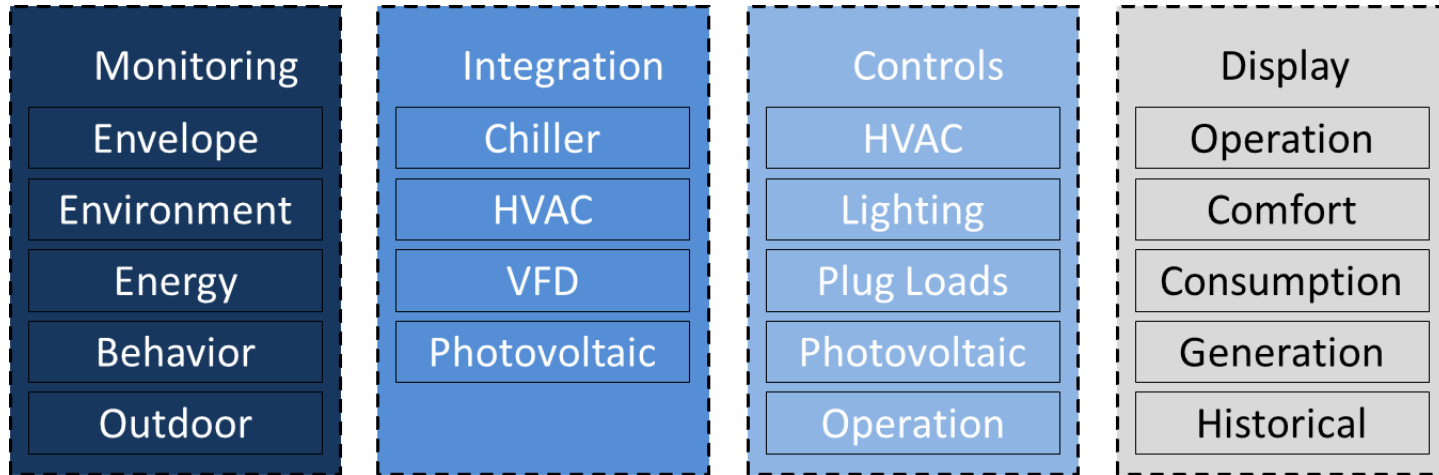 Monitoring
Envelope
Environment
Energy
Behavior
Outdoor
Integration
Chiller
HVAC
VFD
Photovoltaic
Controls
HVAC
Lighting
Plug Loads
Photovoltaic
Operation
Display
Operation
Comfort
Consumption
Generation
Historical